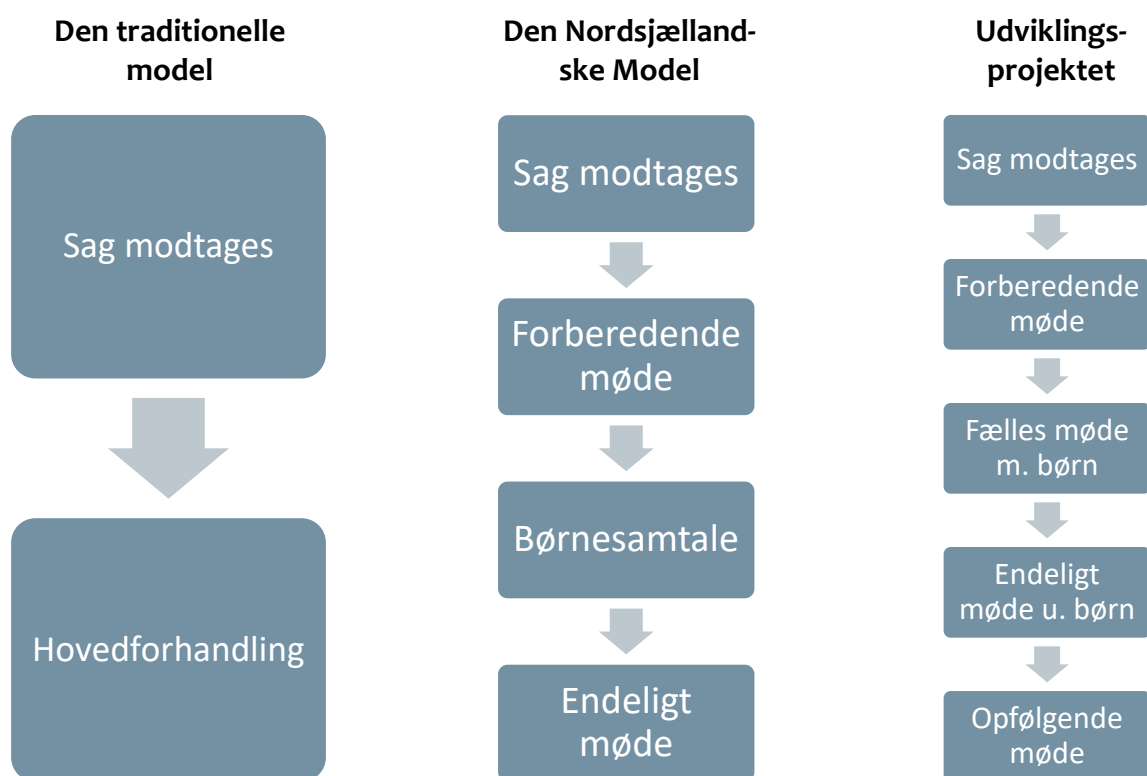 Den traditionelle
model
Sag modtages
Hovedforhandling
Den Nordsjælland-
ske Model
Sag modtages
Forberedende
møde
Børnesamtale
Endeligt
møde
Udviklings-
projektet
Sag modtages
Forberedende
møde
Fælles møde
m. børn
Endeligt
møde u. børn
Opfølgende
møde